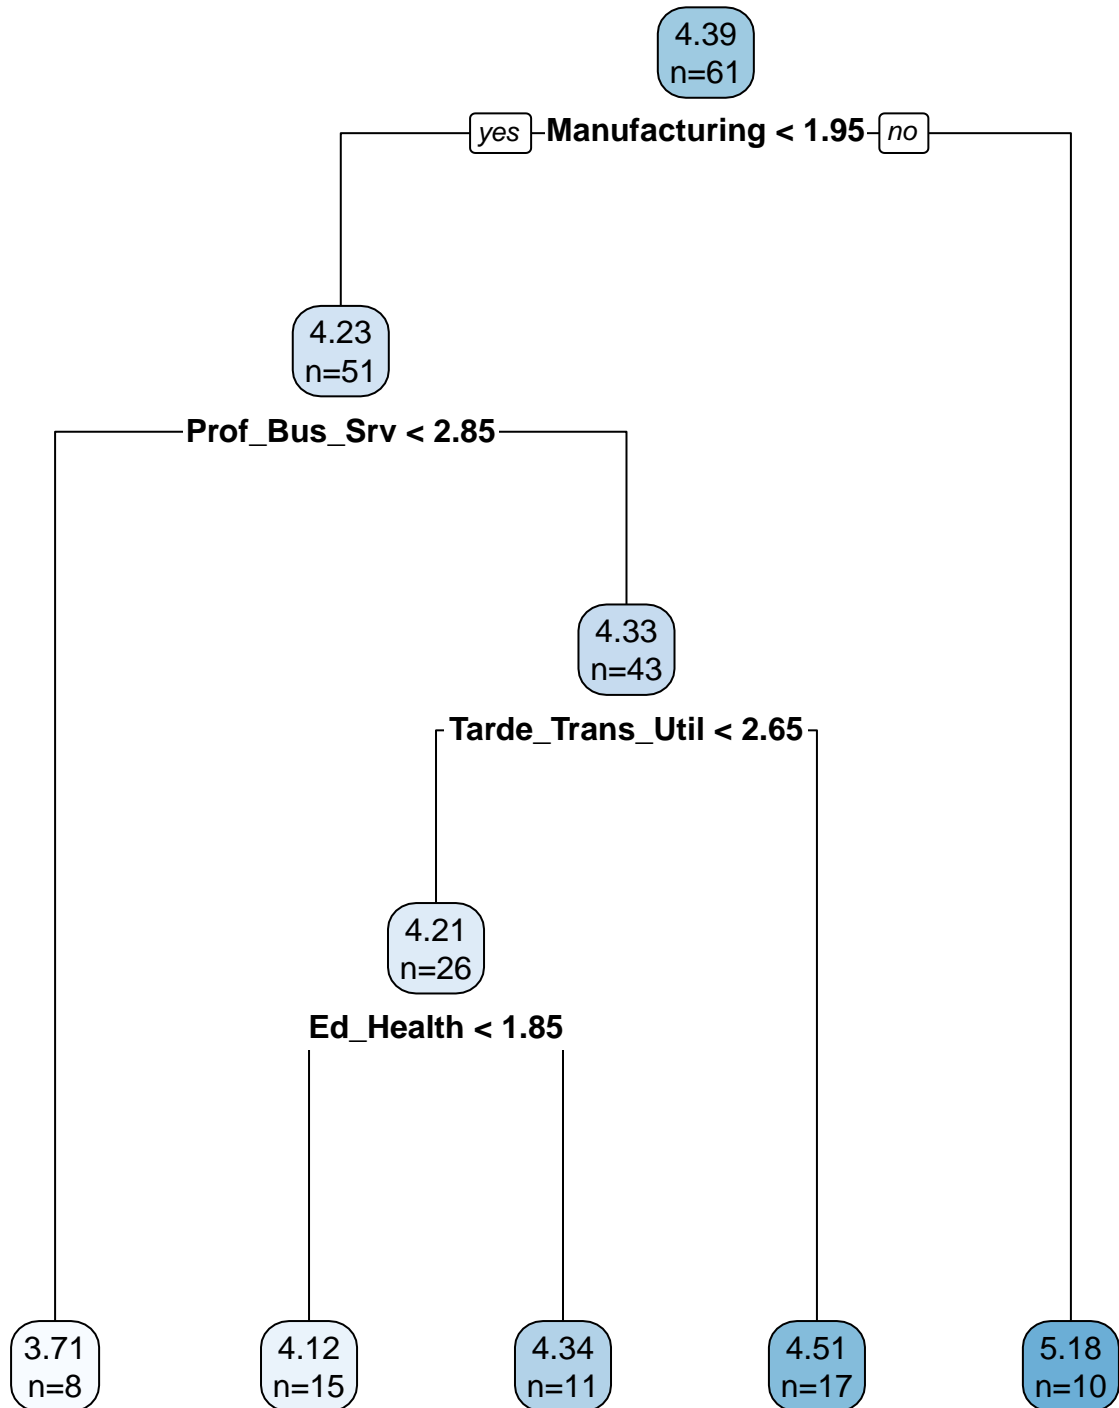 4.39
n=61
yes Manufacturing < 1.95 no
4.23
n=51
Prof_Bus_Srv < 2.85
4.33
n=43
Tarde_Trans_Util < 2.65
4.21
n=26
Ed_Health < 1.85
3.71
n=8
4.12
n=15
4.34
n=11
4.51
n=17
5.18
n=10